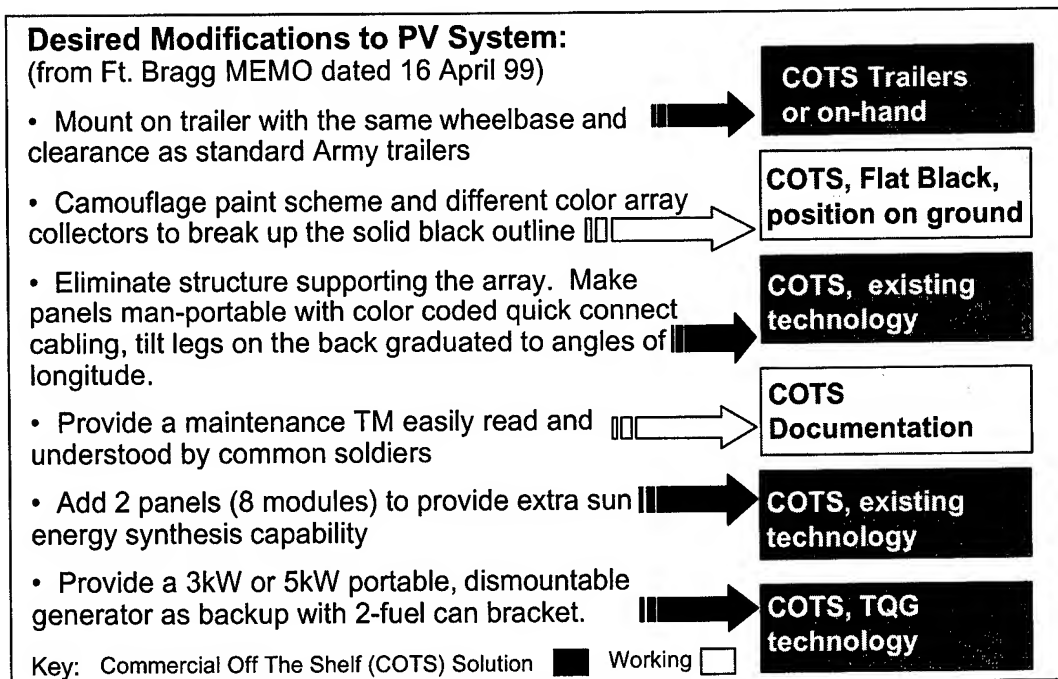 Desired Modifications to PV System:
(from Ft. Bragg MEMO dated 16 April 99)
• Mount on trailer with the same wheelbase and
clearance as standard Army trailers
COTS Trailers
or on-hand
• Camouflage paint scheme and different color array
collectors to break up the solid black outline
COTS, Flat Black,
position on ground
• Eliminate structure supporting the array. Make
panels man-portable with color coded quick connect
cabling, tilt legs on the back graduated to angles of
longitude.
COTS, existing
technology
• Provide a maintenance TM easily read and
understood by common soldiers
COTS
Documentation
• Add 2 panels (8 modules) to provide extra sun
energy synthesis capability
COTS, existing
technology
• Provide a 3kW or 5kW portable, dismountable
generator as backup with 2-fuel can bracket.
COTS, TQG
technology
Key: Commercial Off The Shelf (COTS) Solution Working